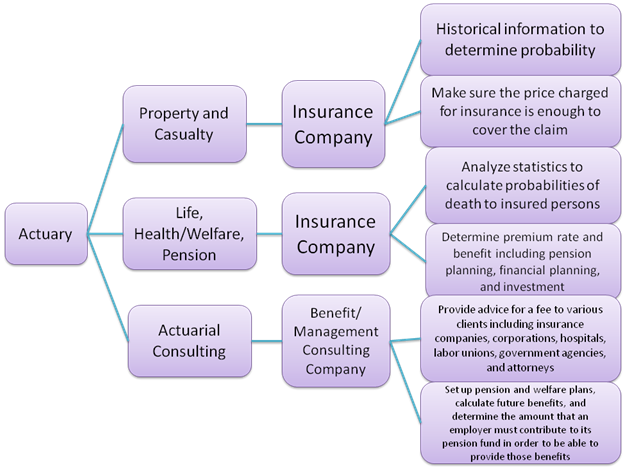 Actuary
Property and
Casualty
Insurance
Company
Historical information to
determine probability
Make sure the price charged
for insurance is enough to
cover the claim
Life,
Health/Welfare,
Pension
Insurance
Company
Analyze statistics to
calculate probabilities of
death to insured persons
Determine premium rate and
benefit including pension
planning, financial planning,
and investment
Actuarial
Consulting
Benefit/
Management
Consulting
Company
Provide advice for a fee to various
clients including insurance
companies, corporations, hospitals,
labor unions, government agencies,
and attorneys
Set up pension and welfare plans,
calculate future benefits, and
determine the amount that an
employer must contribute to its
pension fund in order to be able to
provide those benefits